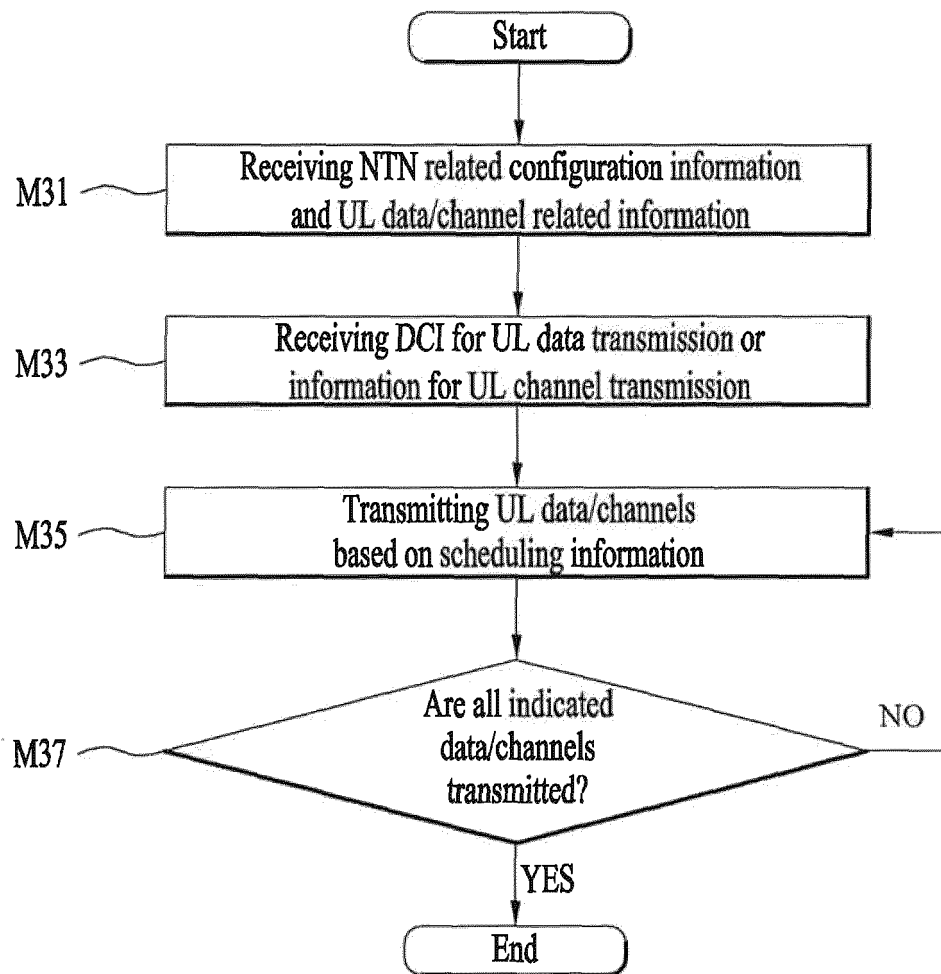 Start
M31
Receiving NTN related configuration information
and UL data/channel related information
M33
Receiving DCI for UL data transmission or
information for UL channel transmission
M35
Transmitting UL data/channels
based on scheduling information
M37
Are all indicated
data/channels
transmitted?
NO
YES
End